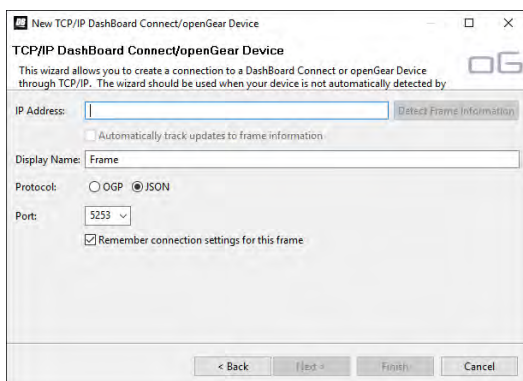 New TCP/IP DashBoard Connect/openGear Device
TCP/IP DashBoard Connect/openGear Device
This wizard allows you to create a connection to a DashBoard Connect or openGear Device
through TCP/IP. The wizard should be used when your device is not automatically detected by
oG
IP Address:
Detect Frame Information
Automatically track updates to frame information
Display Name: Frame
Protocol: OGP JSON
Port: 5253
Remember connection settings for this frame
< Back Next > Finish Cancel